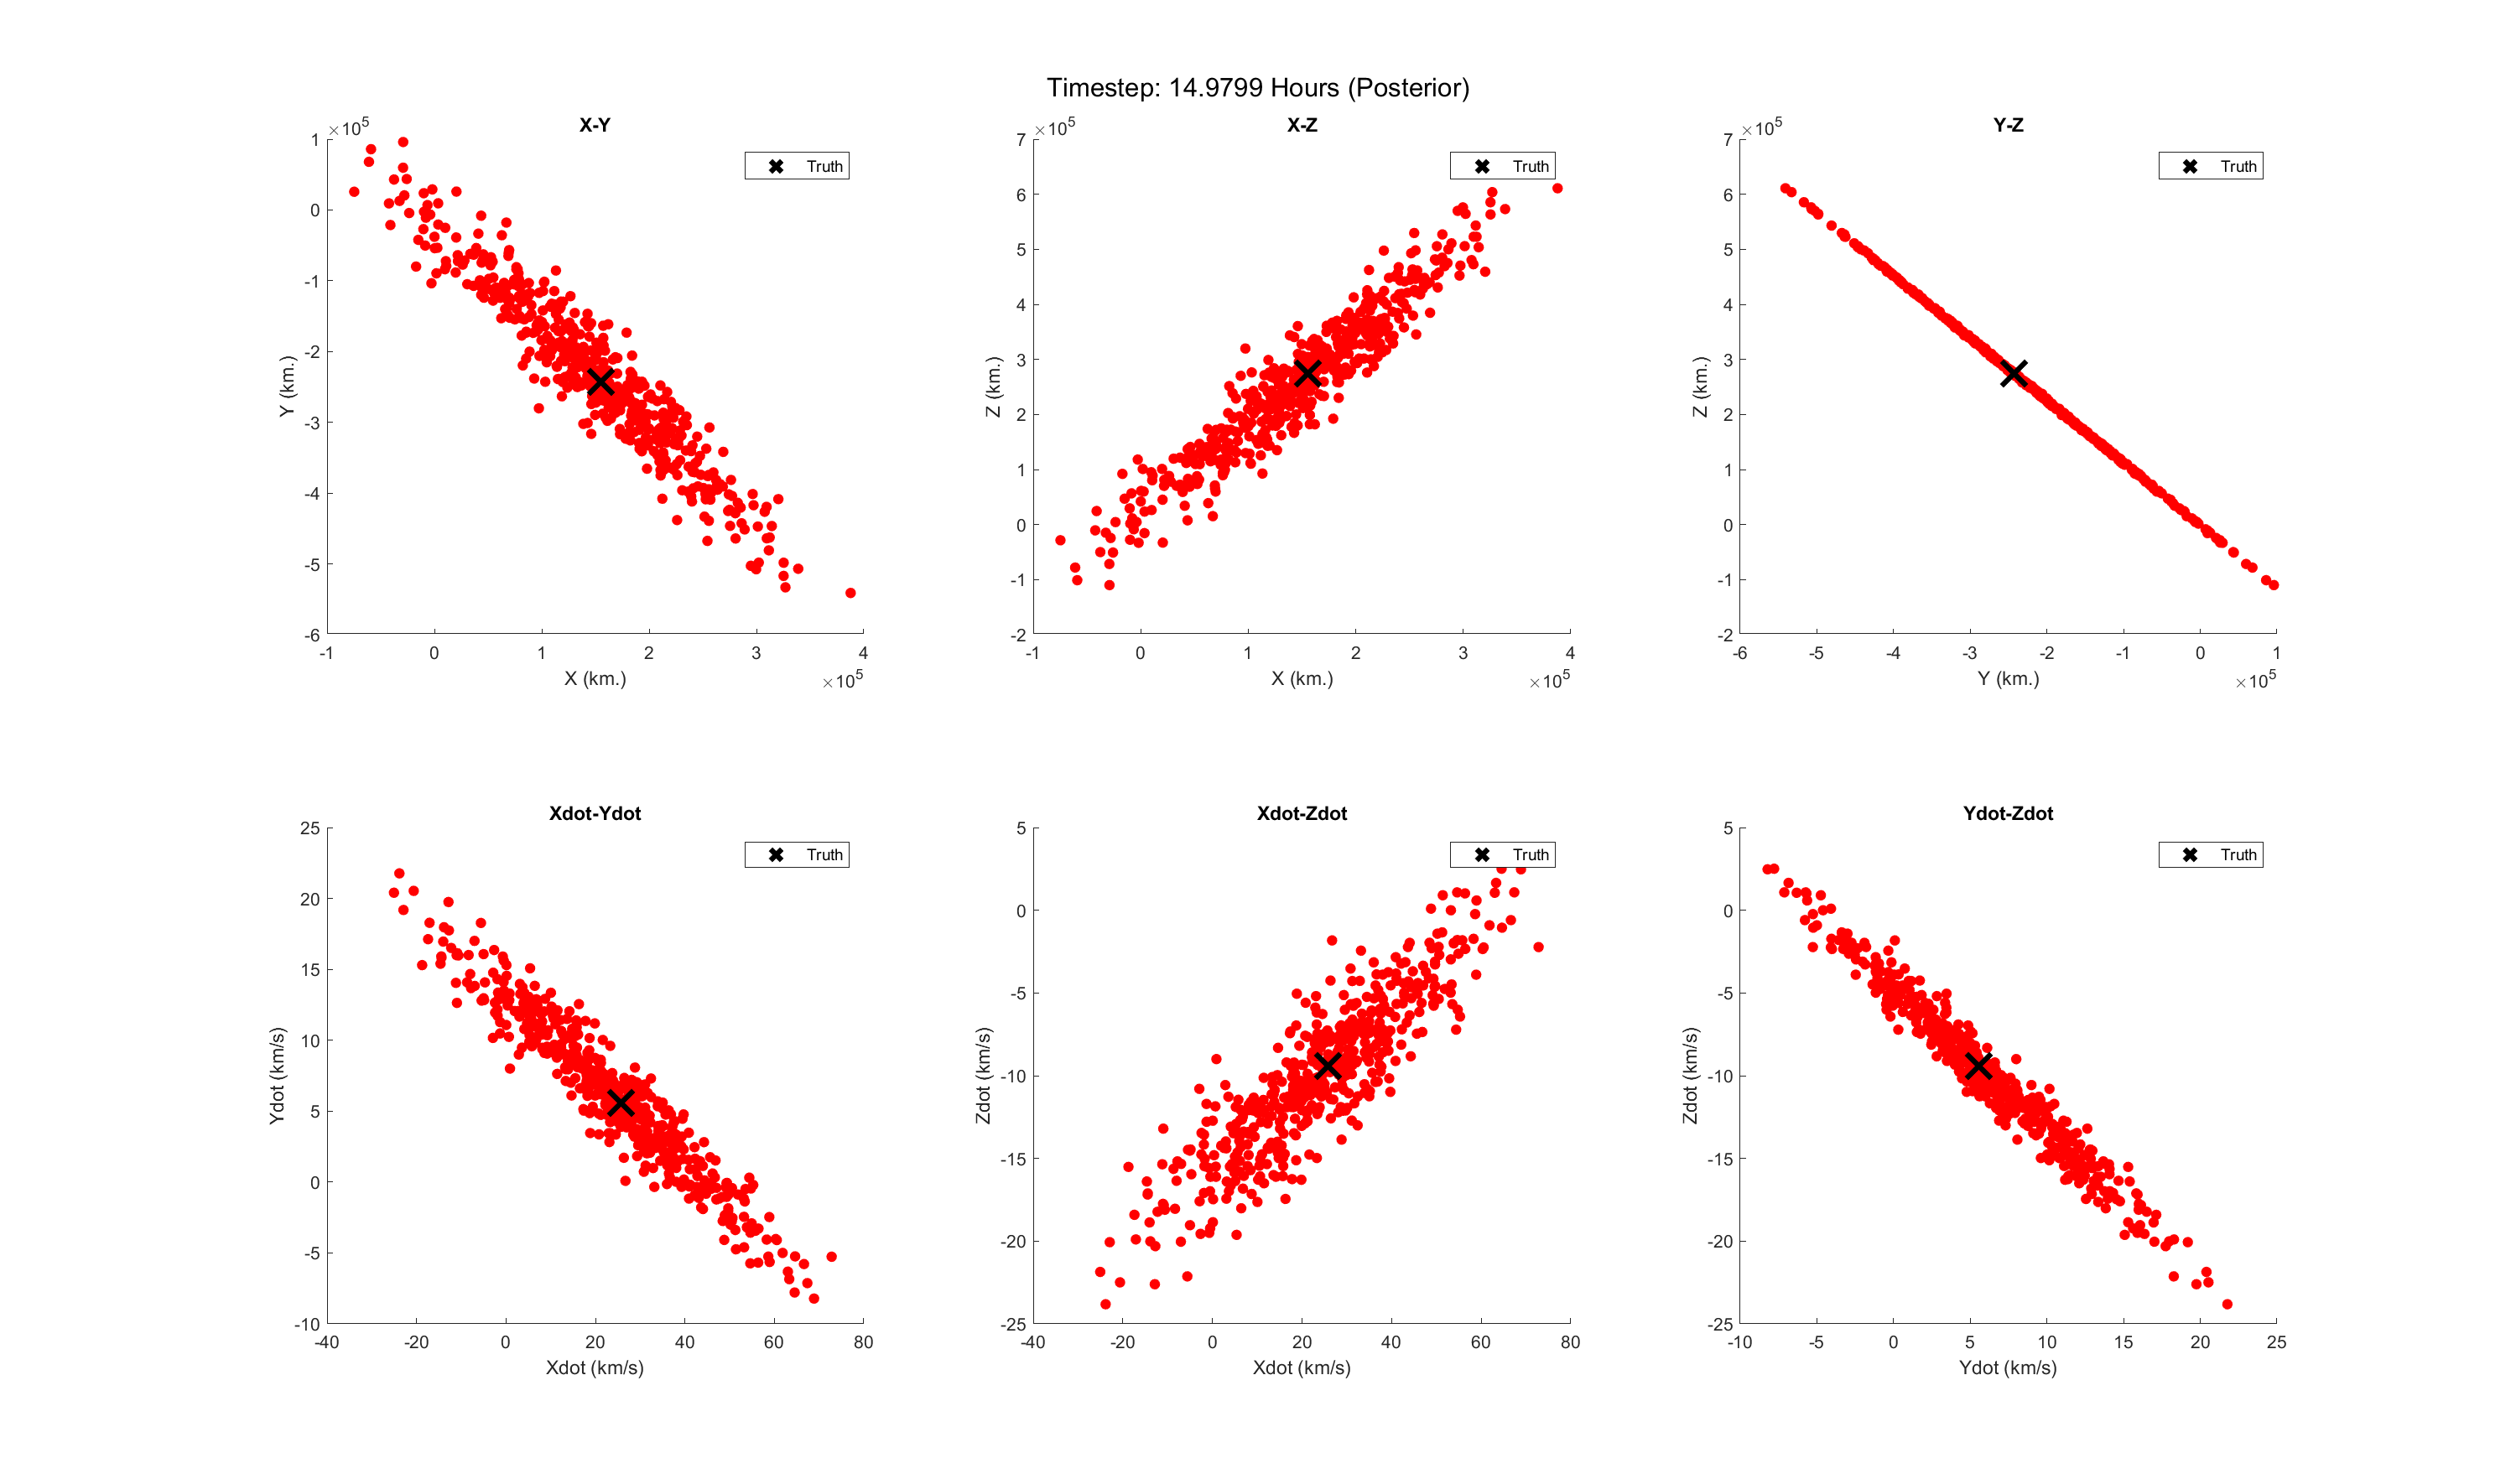 Timestep: 14.9799 Hours (Posterior)
X-Y
×10^5
Truth
1
0
-1
-2
-3
-4
-5
-6
Y (km.)
-1 0 1 2 3 4
X (km.)
×10^5
X-Z
×10^5
Truth
7
6
5
4
3
2
1
0
-1
-2
Z (km.)
-1 0 1 2 3 4
X (km.)
×10^5
Y-Z
×10^5
Truth
7
6
5
4
3
2
1
0
-1
-2
Z (km.)
-6 -5 -4 -3 -2 -1 0 1
Y (km.)
×10^5
Xdot-Ydot
Truth
25
20
15
10
5
0
-5
-10
Ydot (km/s)
-40 -20 0 20 40 60 80
Xdot (km/s)
Xdot-Zdot
Truth
5
0
-5
-10
-15
-20
-25
Zdot (km/s)
-40 -20 0 20 40 60 80
Xdot (km/s)
Ydot-Zdot
Truth
5
0
-5
-10
-15
-20
-25
Zdot (km/s)
-10 -5 0 5 10 15 20 25
Ydot (km/s)